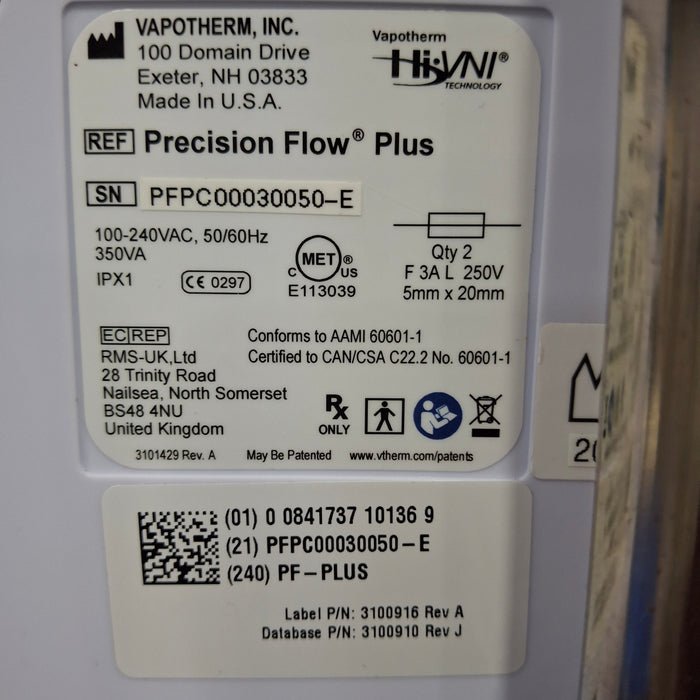 VAPOTHERM, INC.
100 Domain Drive
Exeter, NH 03833
Made In U.S.A.
Vapotherm
Hi-VNI®
TECHNOLOGY
REF Precision Flow® Plus
SN PFPC00030050-E
100-240VAC, 50/60Hz
350VA
IPX1
CE 0297
C MET ® US
E113039
Qty 2
F 3A L 250V
5mm x 20mm
EC REP
RMS-UK,Ltd
28 Trinity Road
Nailsea, North Somerset
BS48 4NU
United Kingdom
Conforms to AAMI 60601-1
Certified to CAN/CSA C22.2 No. 60601-1
Rx
ONLY
3101429 Rev. A May Be Patented www.vtherm.com/patents
(01) 0 0841737 10136 9
(21) PFPC00030050-E
(240) PF-PLUS
Label P/N: 3100916 Rev A
Database P/N: 3100910 Rev J